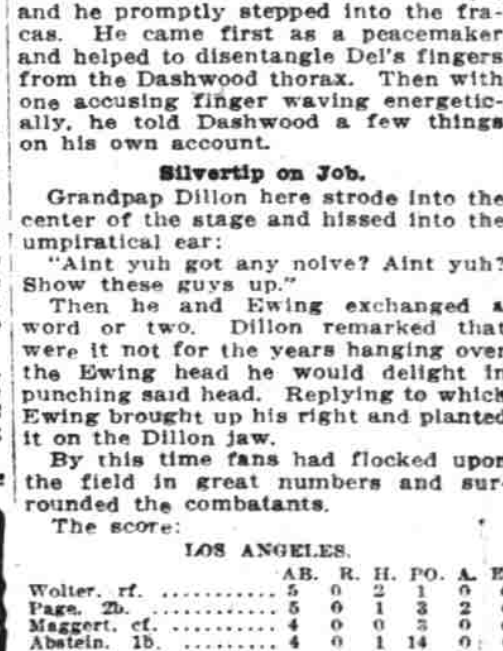 and he promptly stepped into the fra-
cas. He came first as a peacemaker
and helped to disentangle Del's fingers
from the Dashwood thorax. Then with
one accusing finger waving energetic-
ally, he told Dashwood a few things
on his own account.
Silvertip on Job.
Grandpap Dillon here strode into the
center of the stage and hissed into the
umpiratical ear:
"Aint yuh got any nolve? Aint yuh?
Show these guys up."
Then he and Ewing exchanged a
word or two. Dillon remarked that
were it not for the years hanging over
the Ewing head he would delight in
punching said head. Replying to which
Ewing brought up his right and planted
it on the Dillon jaw.
By this time fans had flocked upon
the field in great numbers and sur-
rounded the combatants.
The score:
LOS ANGELES.
AB. R. H. PO. A. E
Wolter, rf. .......... 5 0 2 1 0
Page, 2b. .......... 5 0 1 3 2
Maggert, cf. .......... 4 0 0 3 0
Abstein, 1b. .......... 4 0 1 14 0